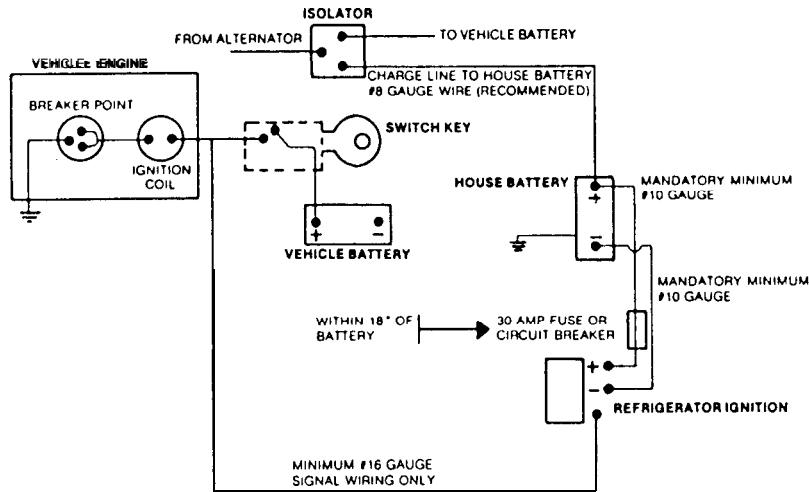 ISOLATOR
FROM ALTERNATOR
TO VEHICLE BATTERY
VEHICLE ENGINE
CHARGE LINE TO HOUSE BATTERY
#8 GAUGE WIRE (RECOMMENDED)
BREAKER POINT
SWITCH KEY
IGNITION
COIL
HOUSE BATTERY
MANDATORY MINIMUM
#10 GAUGE
+
−
+ −
VEHICLE BATTERY
MANDATORY MINIMUM
#10 GAUGE
WITHIN 18" OF
BATTERY
30 AMP FUSE OR
CIRCUIT BREAKER
+
−
REFRIGERATOR IGNITION
MINIMUM #16 GAUGE
SIGNAL WIRING ONLY